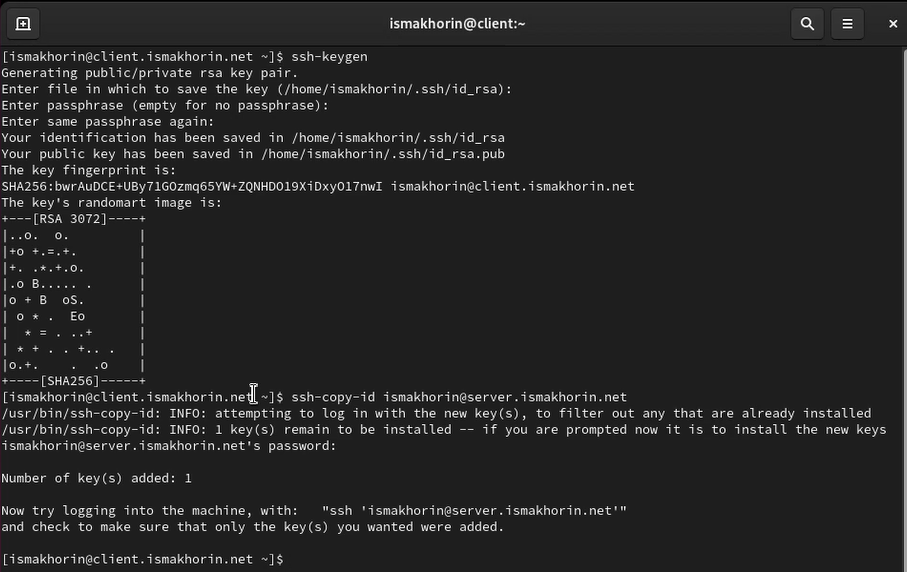 ismakhorin@client:~
[ismakhorin@client.ismakhorin.net ~]$ ssh-keygen
Generating public/private rsa key pair.
Enter file in which to save the key (/home/ismakhorin/.ssh/id_rsa):
Enter passphrase (empty for no passphrase):
Enter same passphrase again:
Your identification has been saved in /home/ismakhorin/.ssh/id_rsa
Your public key has been saved in /home/ismakhorin/.ssh/id_rsa.pub
The key fingerprint is:
SHA256:bwrAuDCE+UBy71GOzmq65YW+ZQNHDO19XiDxyO17nwI ismakhorin@client.ismakhorin.net
The key's randomart image is:
+---[RSA 3072]----+
|..o.  o.         |
|+o +.=.+.        |
|+. .*.+.o.       |
|.o B..... .      |
|o + B  oS.       |
| o * .  Eo       |
|  * = . ..+      |
| * + . . +.. .   |
|o.+.    .  .o    |
+----[SHA256]-----+
[ismakhorin@client.ismakhorin.net ~]$ ssh-copy-id ismakhorin@server.ismakhorin.net
/usr/bin/ssh-copy-id: INFO: attempting to log in with the new key(s), to filter out any that are already installed
/usr/bin/ssh-copy-id: INFO: 1 key(s) remain to be installed -- if you are prompted now it is to install the new keys
ismakhorin@server.ismakhorin.net's password:
Number of key(s) added: 1
Now try logging into the machine, with:   "ssh 'ismakhorin@server.ismakhorin.net'"
and check to make sure that only the key(s) you wanted were added.
[ismakhorin@client.ismakhorin.net ~]$